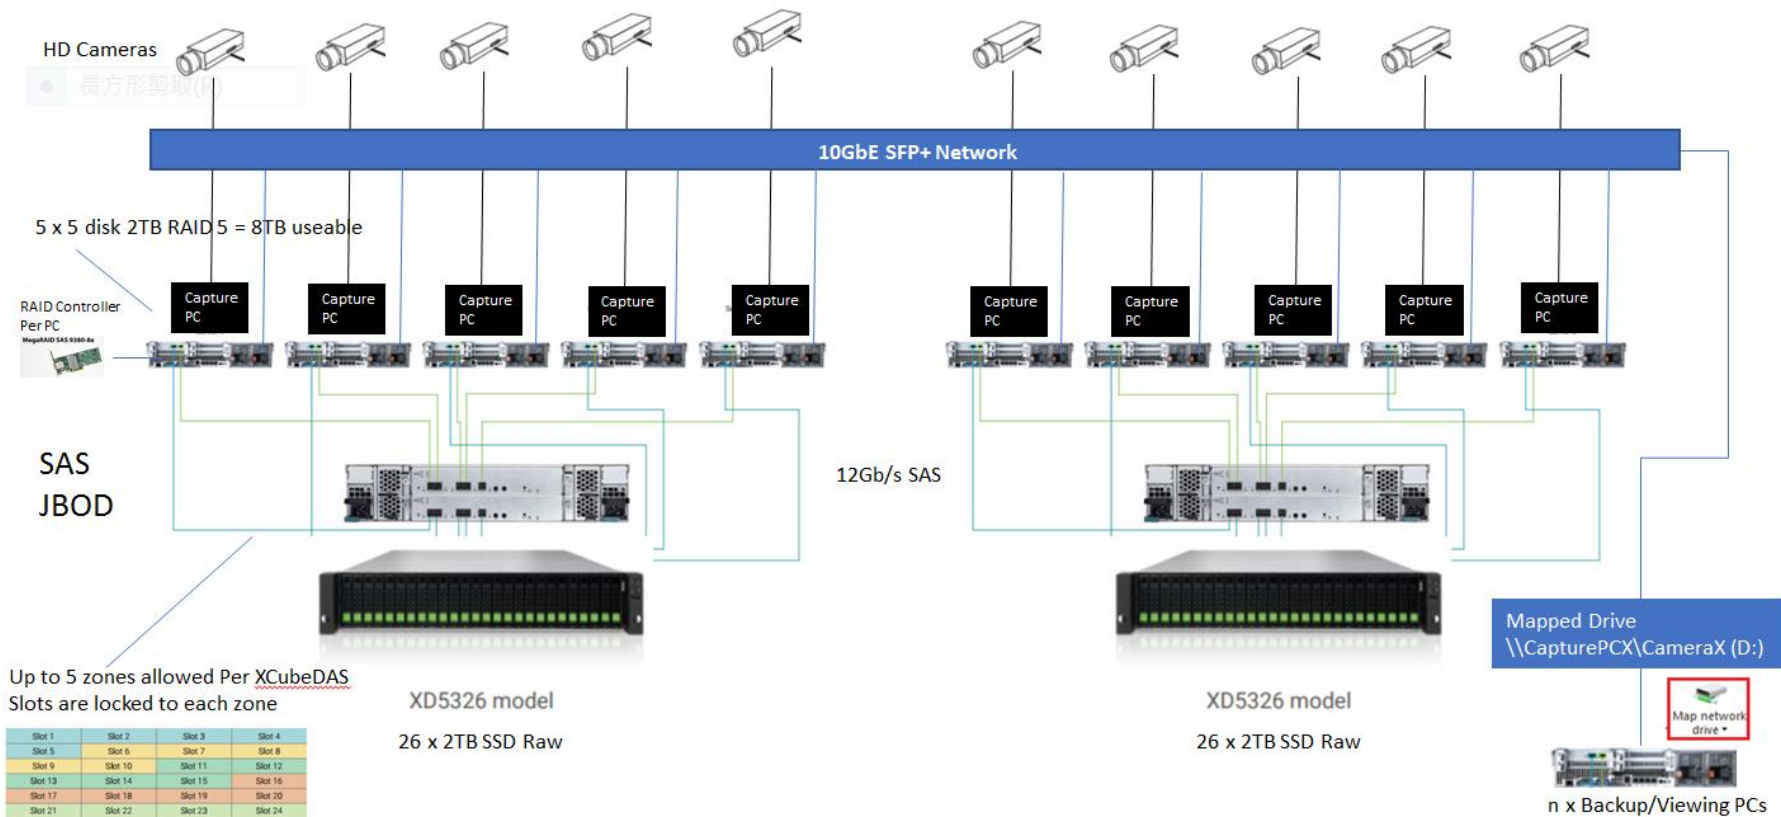 HD Cameras
長方形剪取(R)
10GbE SFP+ Network
5 x 5 disk 2TB RAID 5 = 8TB useable
Capture
PC
Capture
PC
Capture
PC
Capture
PC
Capture
PC
Capture
PC
Capture
PC
Capture
PC
Capture
PC
Capture
PC
RAID Controller
Per PC
MegaRAID SAS 9380-8e
SAS
JBOD
12Gb/s SAS
Mapped Drive
\\CapturePCX\CameraX (D:)
Up to 5 zones allowed Per XCubeDAS
Slots are locked to each zone
XD5326 model
26 x 2TB SSD Raw
XD5326 model
26 x 2TB SSD Raw
Map network
drive
Slot 1 Slot 2 Slot 3 Slot 4
Slot 5 Slot 6 Slot 7 Slot 8
Slot 9 Slot 10 Slot 11 Slot 12
Slot 13 Slot 14 Slot 15 Slot 16
Slot 17 Slot 18 Slot 19 Slot 20
Slot 21 Slot 22 Slot 23 Slot 24
n x Backup/Viewing PCs